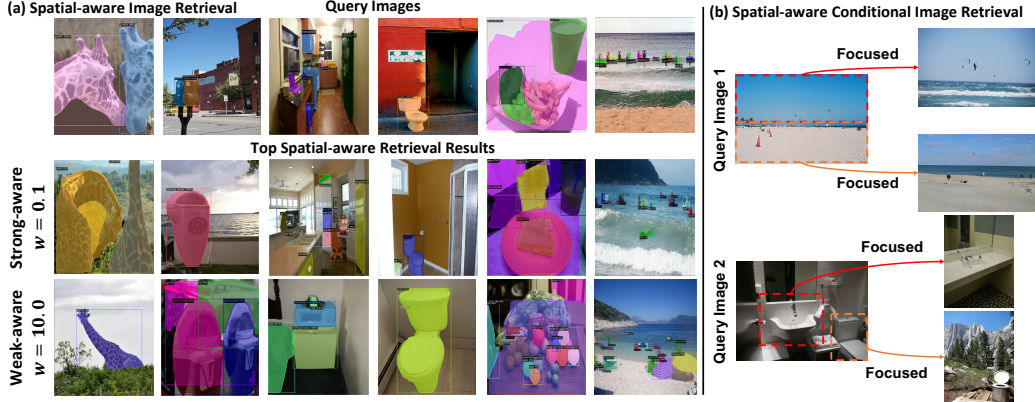 (a) Spatial-aware Image Retrieval
Query Images
Top Spatial-aware Retrieval Results
Strong-aware
w = 0.1
Weak-aware
w = 10.0
(b) Spatial-aware Conditional Image Retrieval
Query Image 1
Focused
Focused
Query Image 2
Focused
Focused